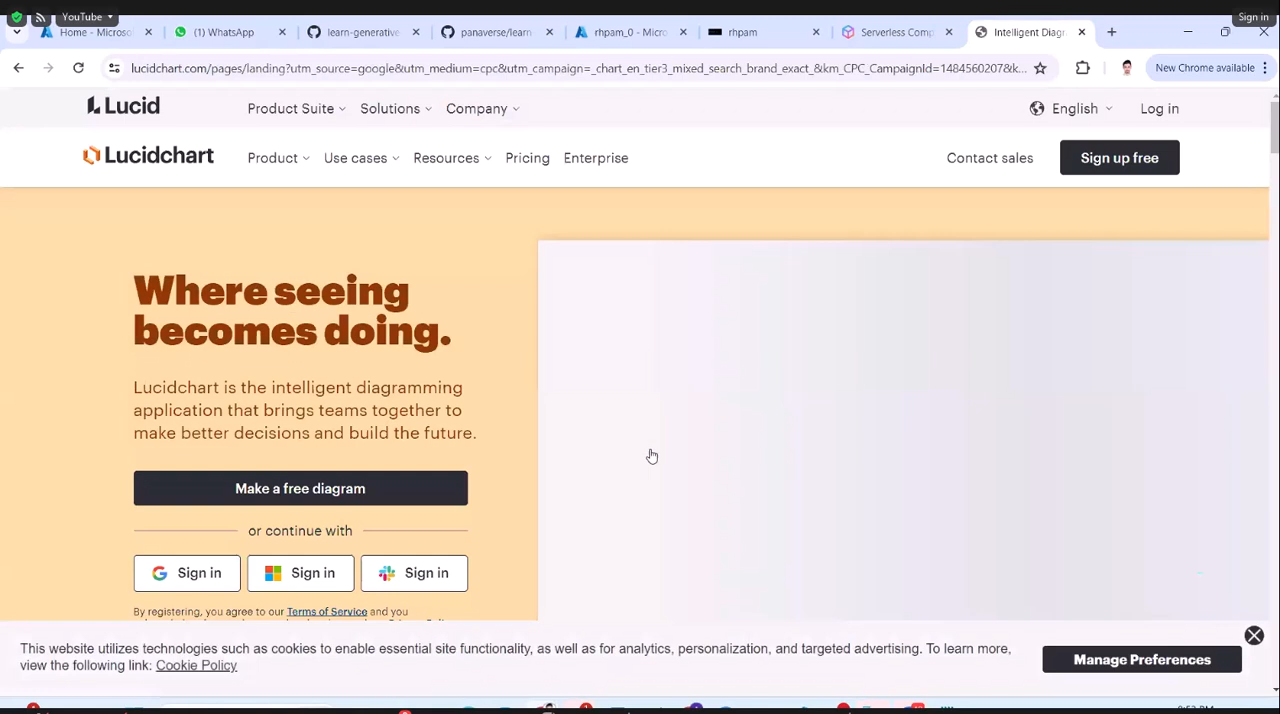 YouTube
Sign in
Home - Microso
(1) WhatsApp
learn-generative
panaverse/learn
rhpam_0 - Micro
rhpam
Serverless Comp
Intelligent Diagr
lucidchart.com/pages/landing?utm_source=google&utm_medium=cpc&utm_campaign=_chart_en_tier3_mixed_search_brand_exact_&km_CPC_CampaignId=1484560207&k...
New Chrome available
Lucid
Product Suite
Solutions
Company
English
Log in
Lucidchart
Product
Use cases
Resources
Pricing
Enterprise
Contact sales
Sign up free
Where seeing
becomes doing.
Lucidchart is the intelligent diagramming
application that brings teams together to
make better decisions and build the future.
Make a free diagram
or continue with
Sign in
Sign in
Sign in
By registering, you agree to our Terms of Service and you
This website utilizes technologies such as cookies to enable essential site functionality, as well as for analytics, personalization, and targeted advertising. To learn more,
view the following link: Cookie Policy
Manage Preferences